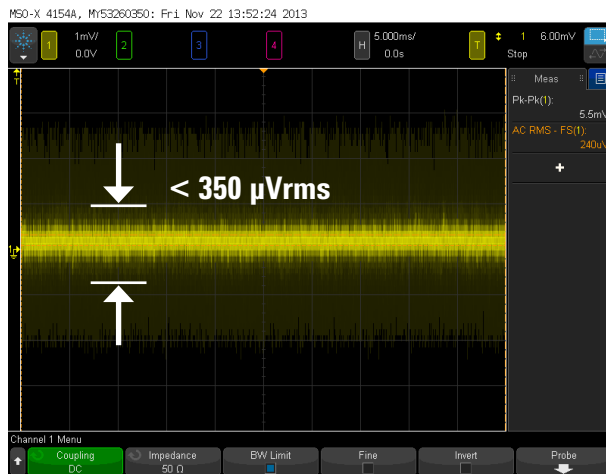 MSO-X 4154A, MY53260350: Fri Nov 22 13:52:24 2013
1 1mV/ 2 3 4 H 5.000ms/ T 1 6.00mV
0.0V 0.0s Stop
Meas
T
Pk-Pk(1):
5.5mV
AC RMS - FS(1):
240uV
+
< 350 µVrms
1
Channel 1 Menu
Coupling Impedance BW Limit Fine Invert Probe
DC 50 Ω